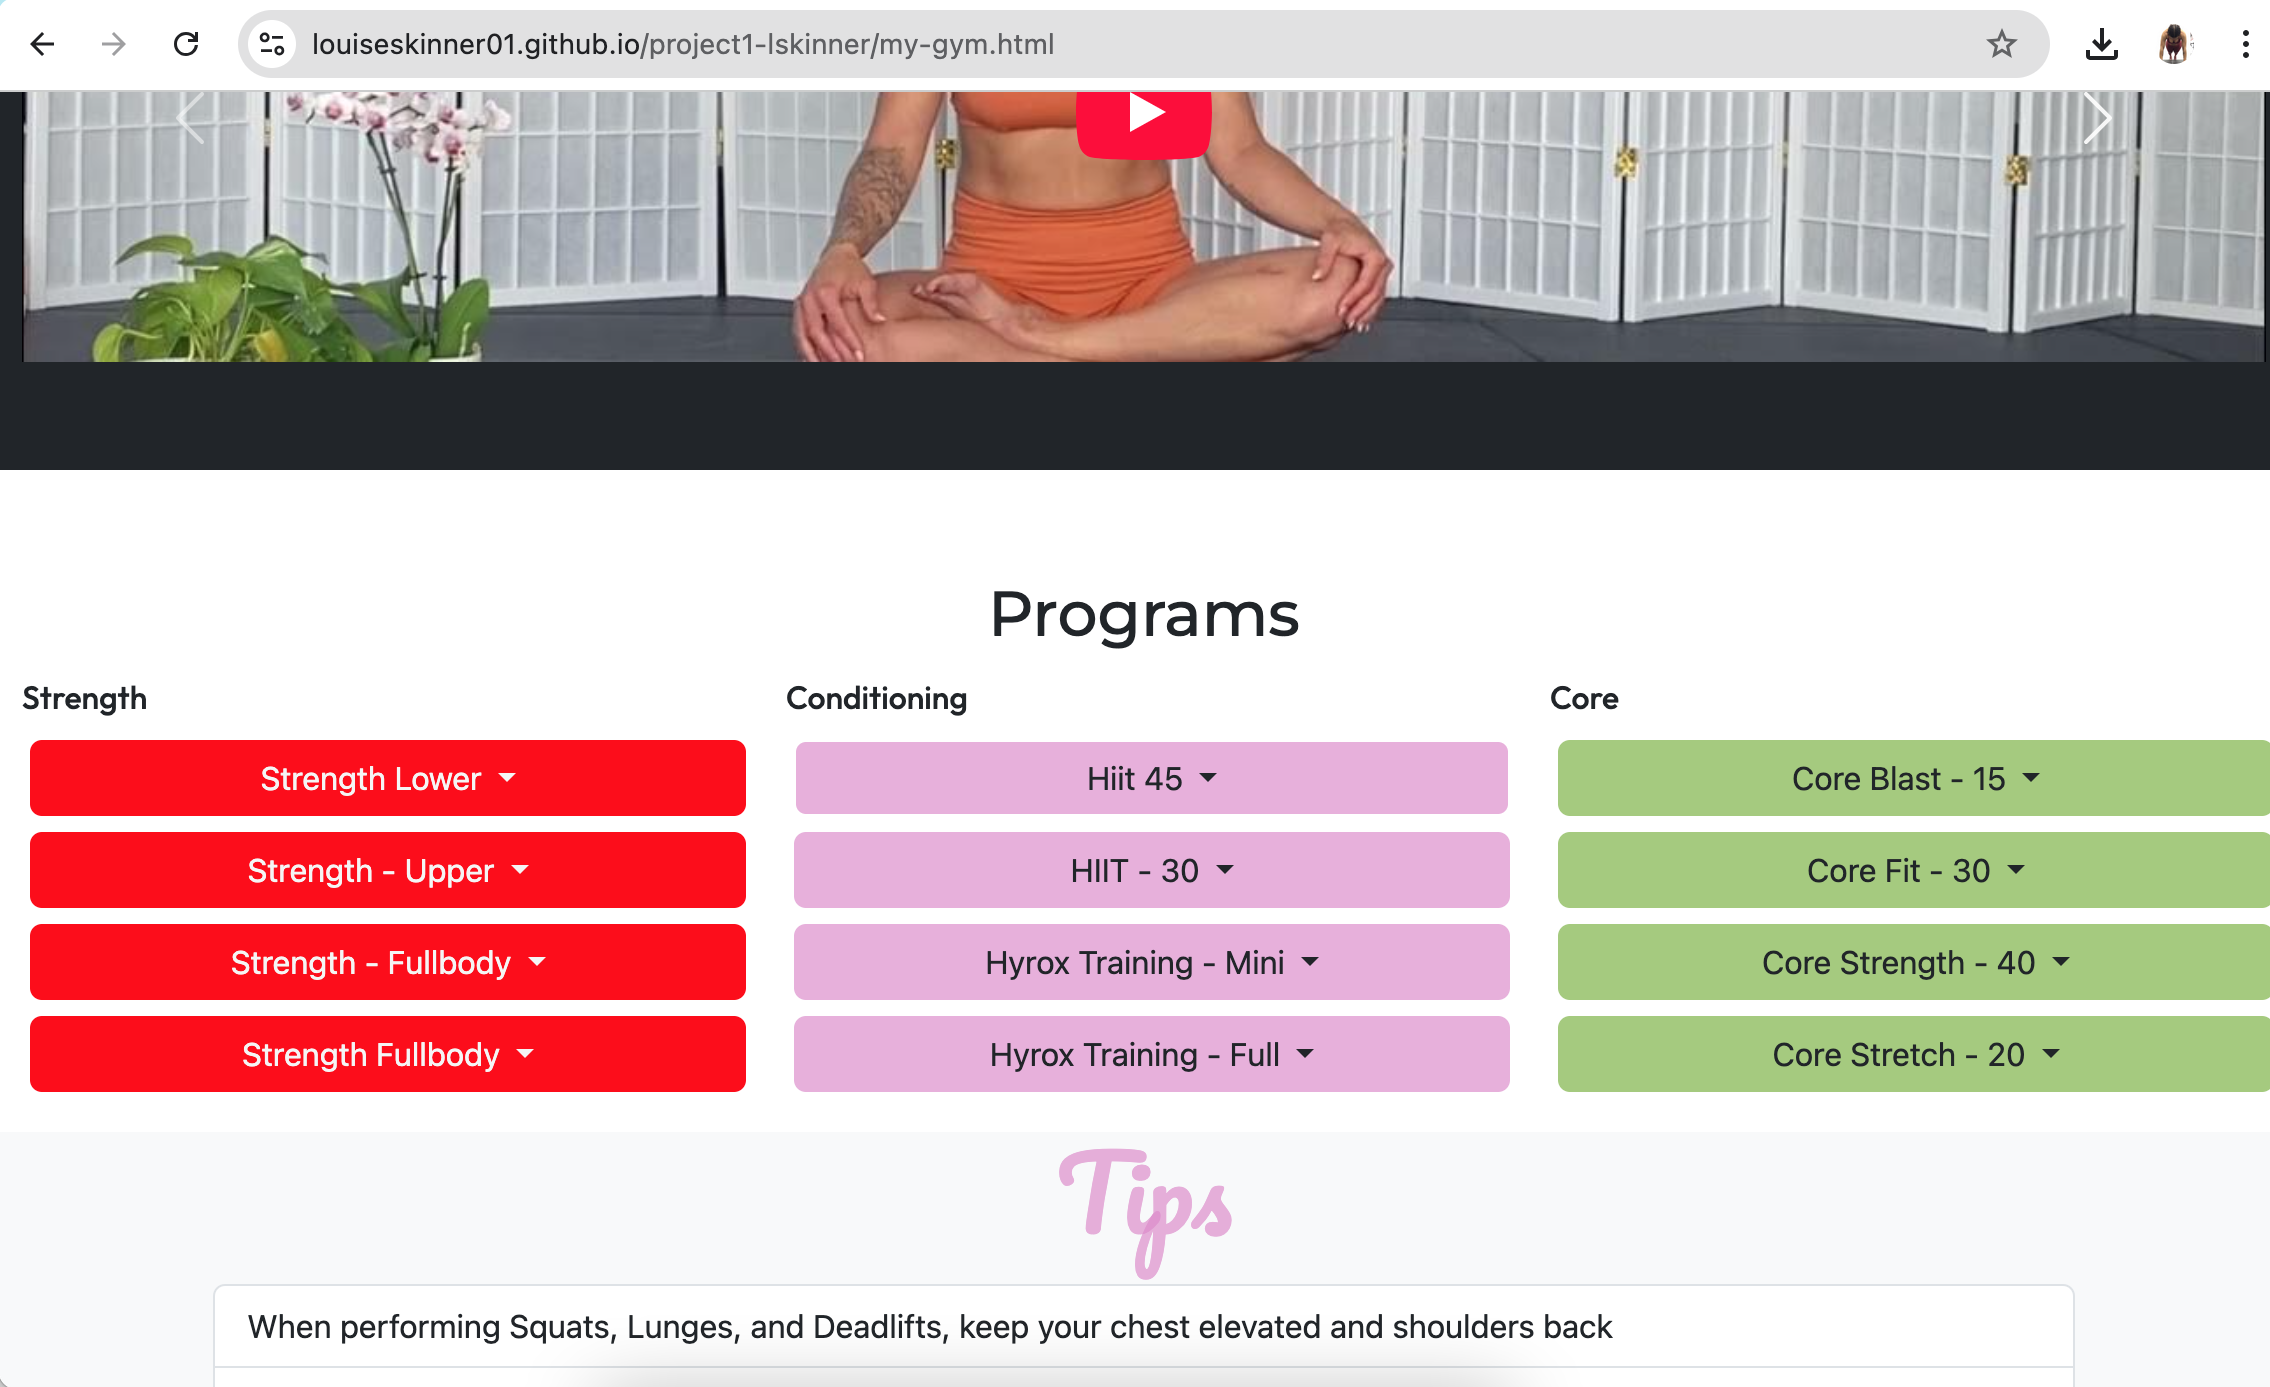 louiseskinner01.github.io/project1-lskinner/my-gym.html
Programs
Strength
Conditioning
Core
Strength Lower
Hiit 45
Core Blast - 15
Strength - Upper
HIIT - 30
Core Fit - 30
Strength - Fullbody
Hyrox Training - Mini
Core Strength - 40
Strength Fullbody
Hyrox Training - Full
Core Stretch - 20
Tips
When performing Squats, Lunges, and Deadlifts, keep your chest elevated and shoulders back